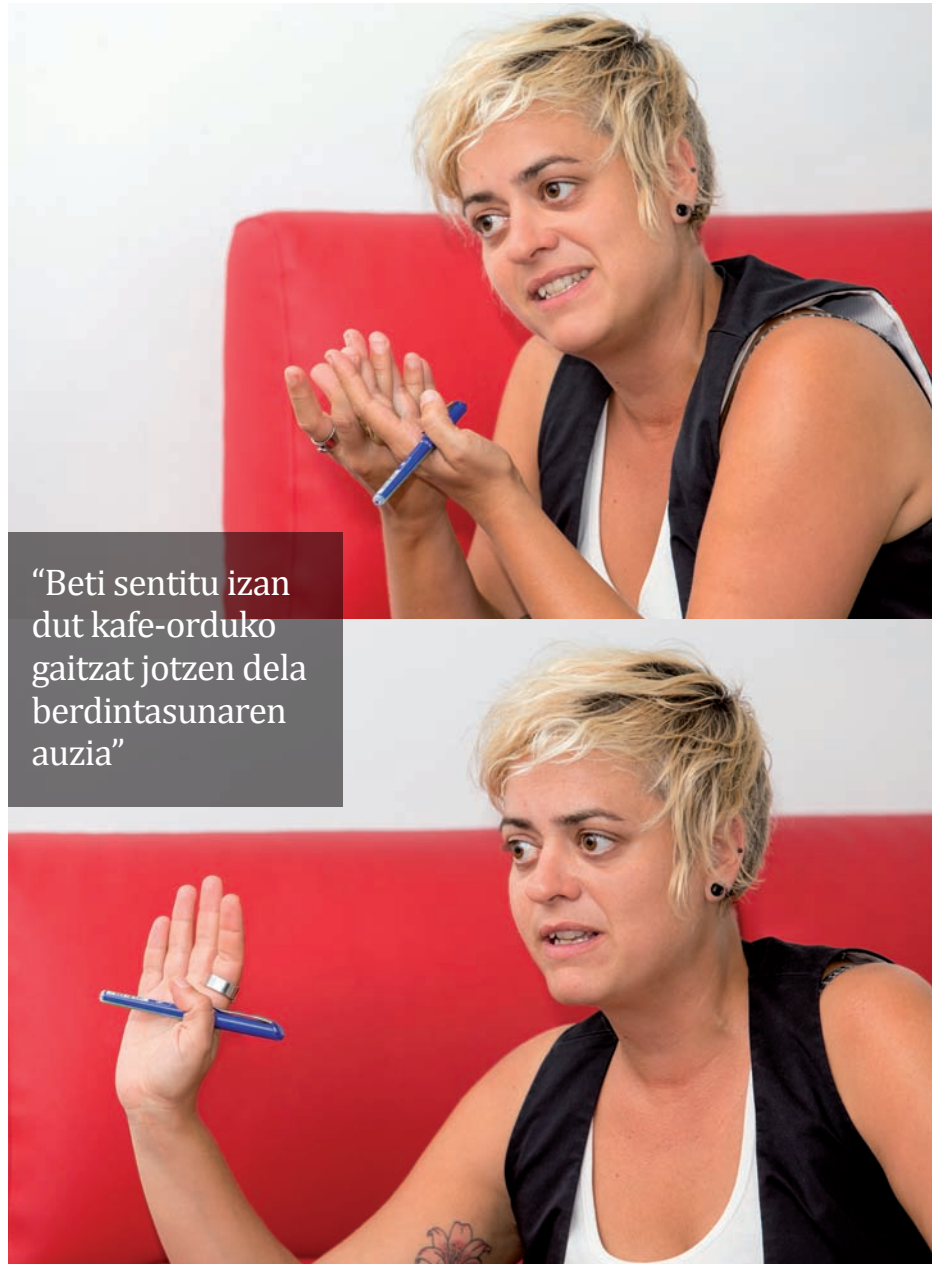 “Beti sentitu izan
dut kafe-orduko
gaitzat jotzen dela
berdintasunaren
auzia”